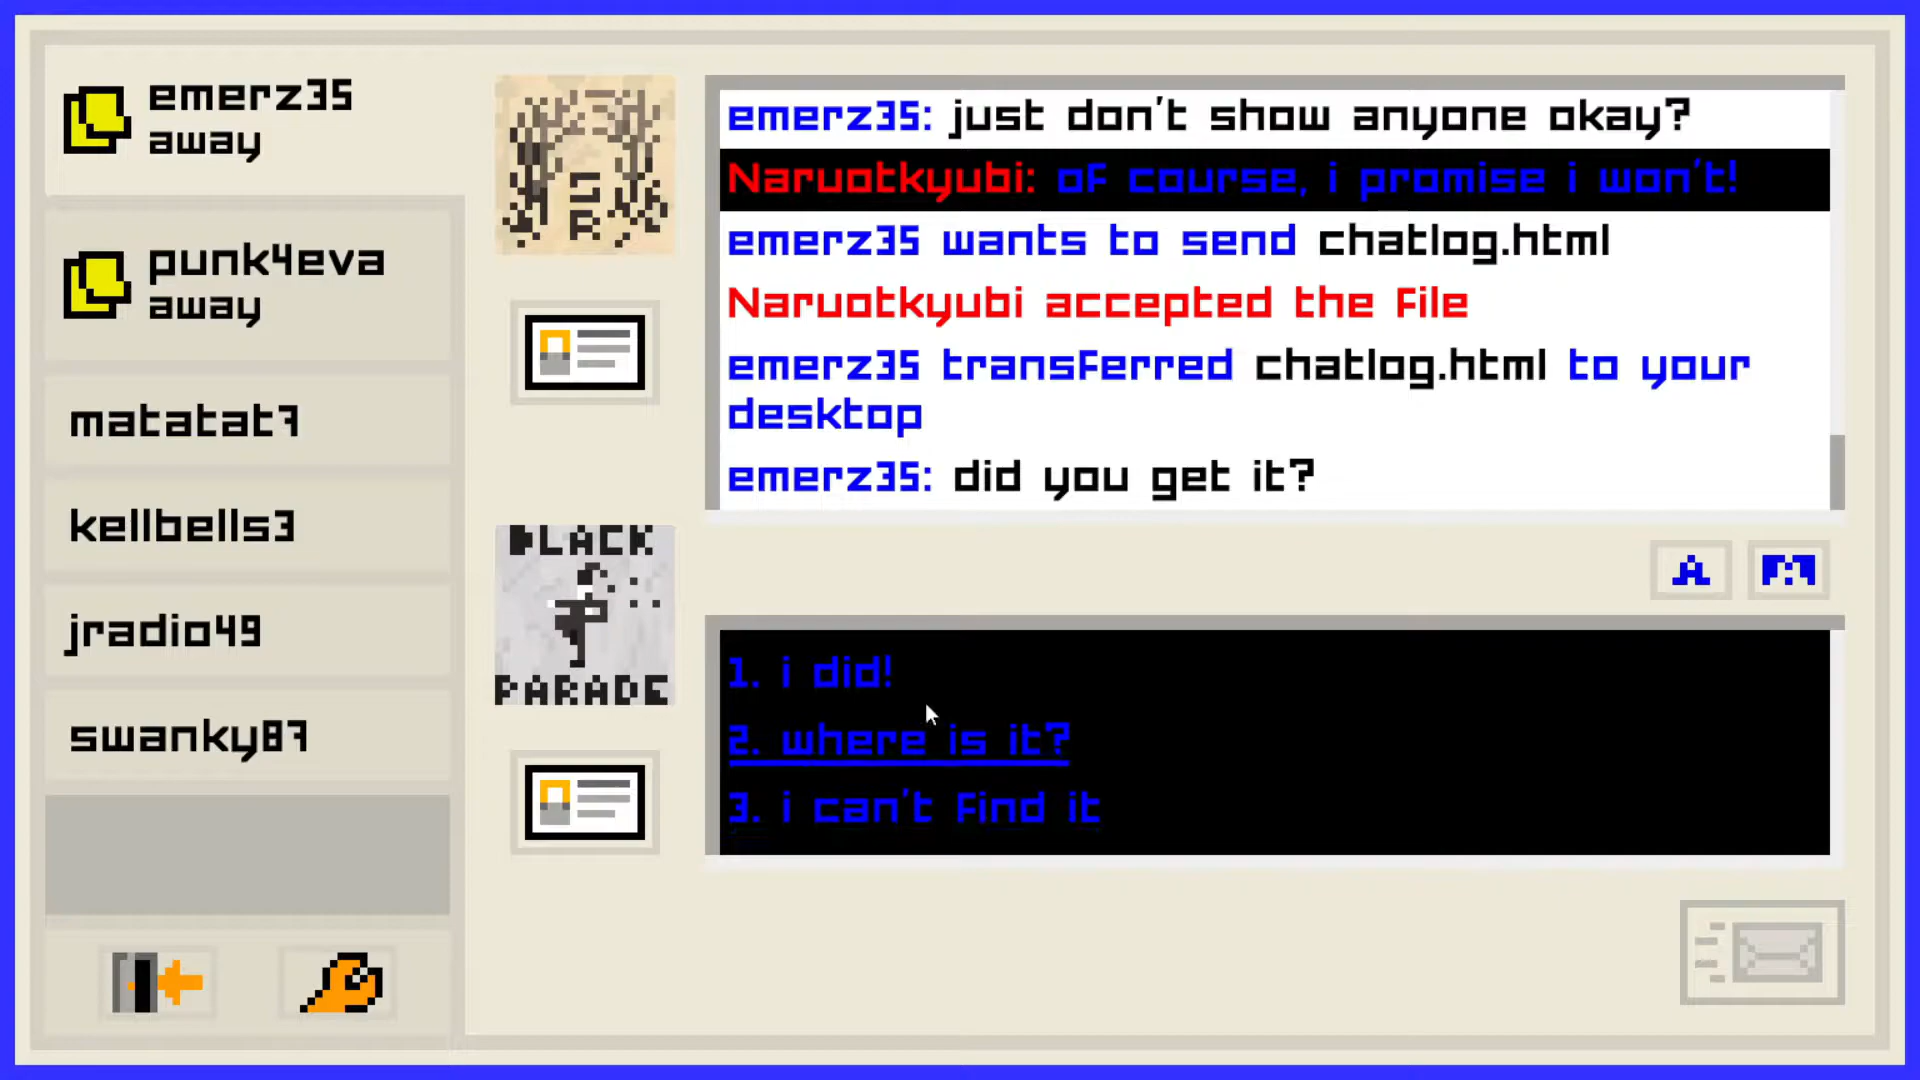 emerz35
away
punk4eva
away
matatat7
kellbells3
jradio49
swanky87
emerz35: just don't show anyone okay?
Naruotkyubi: of course, i promise i won't!
emerz35 wants to send chatlog.html
Naruotkyubi accepted the file
emerz35 transferred chatlog.html to your
desktop
emerz35: did you get it?
BLACK
PARADE
A
1. i did!
2. where is it?
3. i can't find it